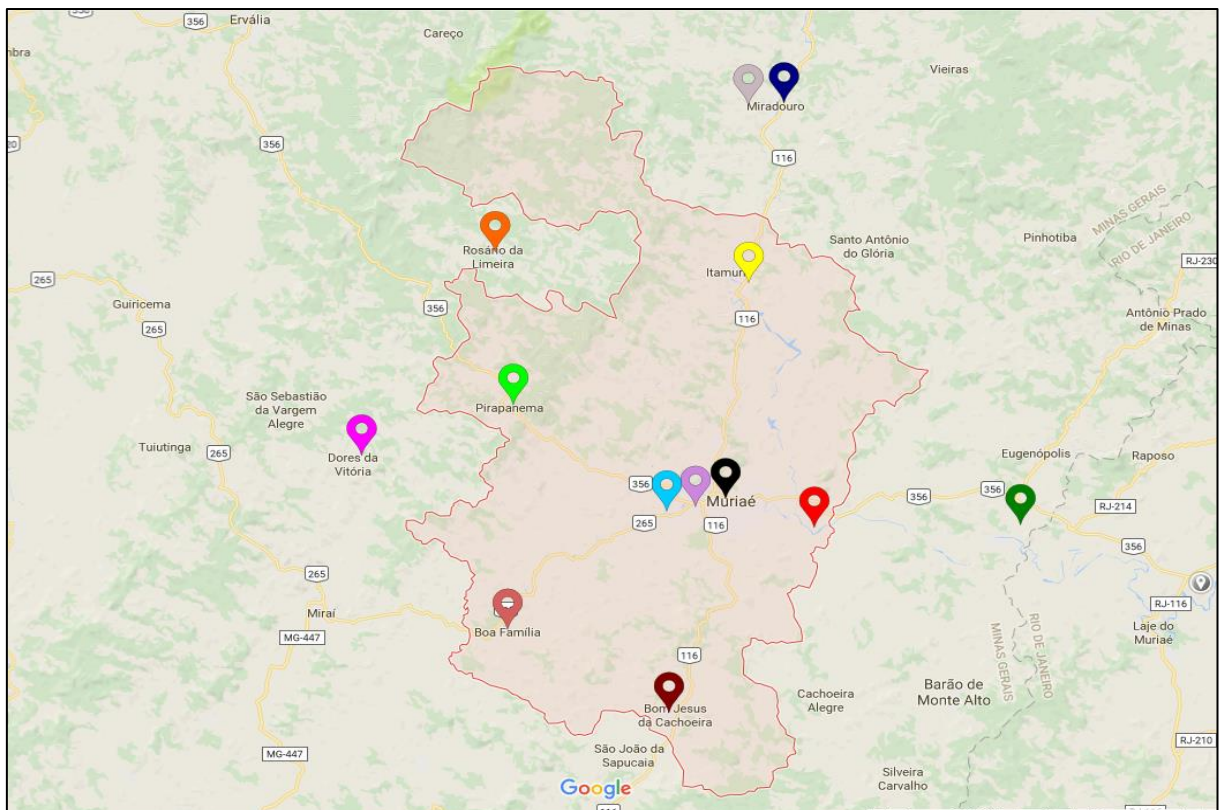 356
Ervália
Careço
Vieiras
Miradouro
20
356
116
MINAS GERAIS
RIO DE JANEIRO
Rosário da
Limeira
Santo Antônio
do Glória
Pinhotiba
RJ-230
265
Guiricema
356
116
265
Antônio Prado
de Minas
São Sebastião
da Vargem
Alegre
Pirapanema
Tuiutinga
265
Dores da
Vitória
Eugenópolis
Raposo
356
356
356
Muriaé
RJ-214
265
116
356
265
Miraí
MG-447
Boa Família
RJ-116
Laje do
Muriaé
RIO DE JANEIRO
MINAS GERAIS
116
Barão de
Monte Alto
Cachoeira
Alegre
Bom Jesus
da Cachoeira
MG-447
São João da
Sapucaia
RJ-210
Silveira
Carvalho
Google